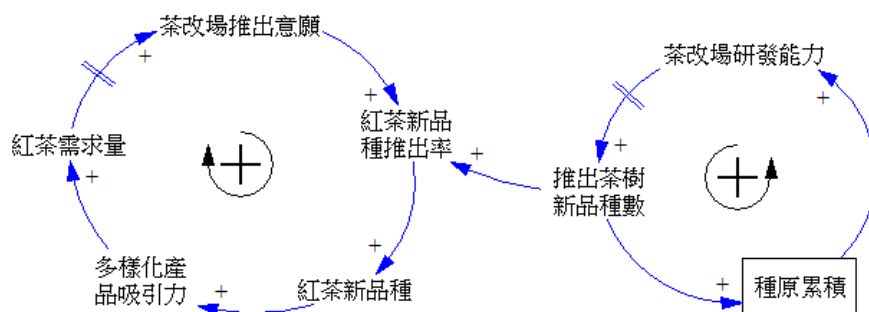 茶改場推出意願
+
+
紅茶新品
種推出率
紅茶需求量
+
+
多樣化產
品吸引力
+
紅茶新品種
+
+
茶改場研發能力
+
+
推出茶樹
新品種數
+
種原累積
+